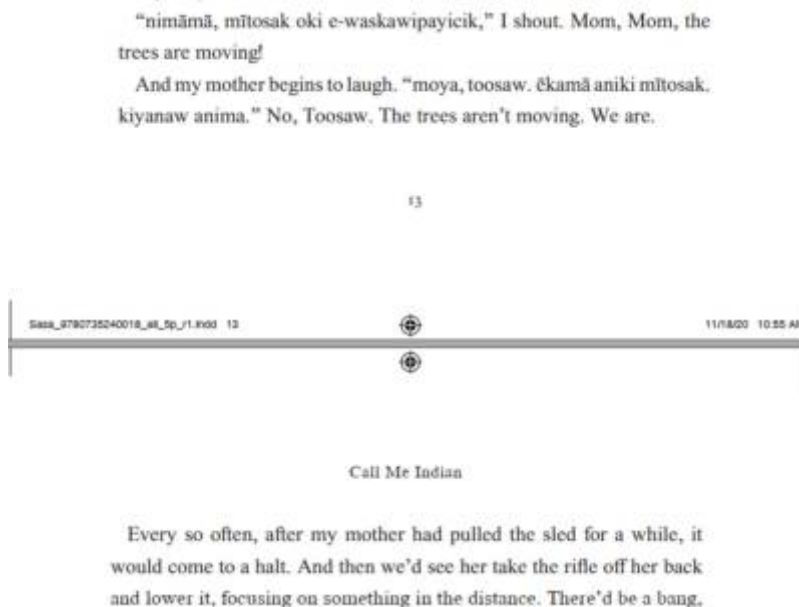 “nimāmā, mītosak oki e-waskawipayicik,” I shout. Mom, Mom, the
trees are moving!
And my mother begins to laugh. “moya, toosaw. ēkamā aniki mītosak.
kiyanaw anima.” No, Toosaw. The trees aren’t moving. We are.
13
Sasa_9780735240018_all_5p_r1.indd 13
11/18/20 10:55 AM
Call Me Indian
Every so often, after my mother had pulled the sled for a while, it
would come to a halt. And then we’d see her take the rifle off her back
and lower it, focusing on something in the distance. There’d be a bang,